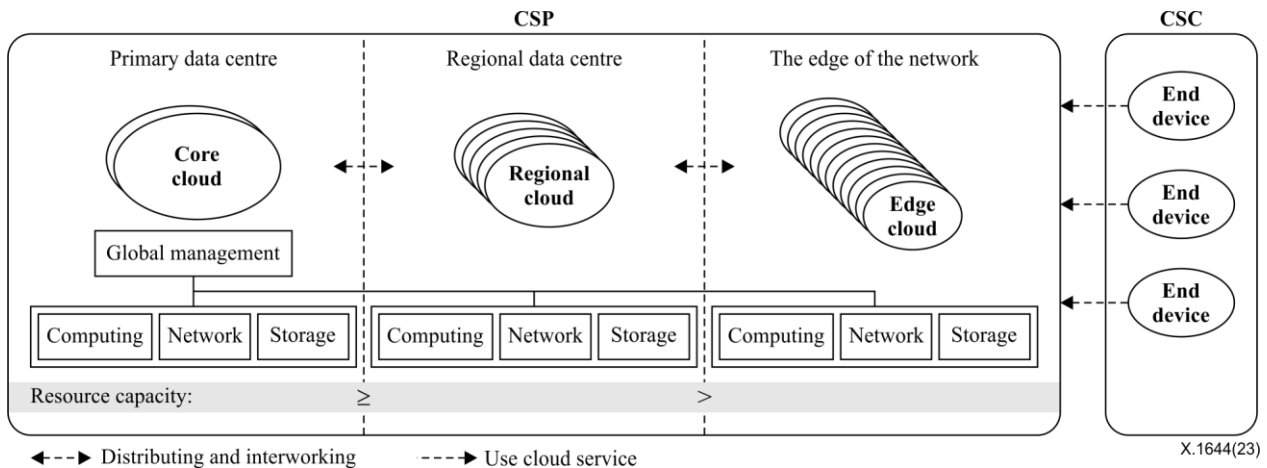 CSP
CSC
Primary data centre
Regional data centre
The edge of the network
Core
cloud
Regional
cloud
Edge
cloud
End
device
End
device
End
device
Global management
Computing
Network
Storage
Computing
Network
Storage
Computing
Network
Storage
Resource capacity: ≥ >
Distributing and interworking
Use cloud service
X.1644(23)